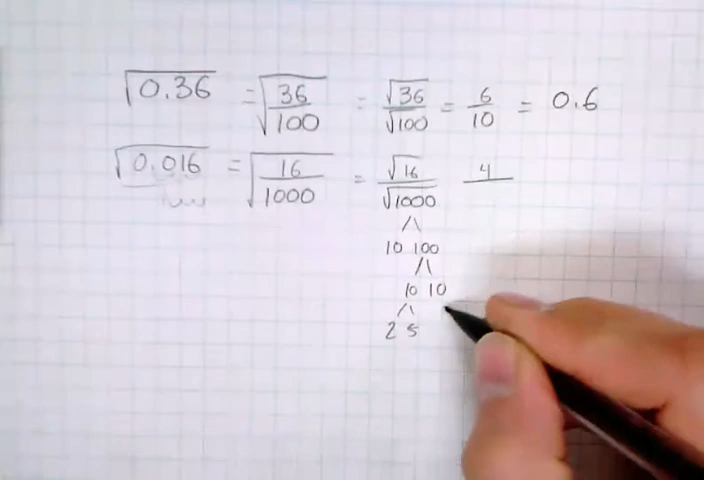 √0.36 = √(36/100) = √36/√100 = 6/10 = 0.6
√0.016 = √(16/1000) = √16/√1000 4
10 100
10 10
2 5